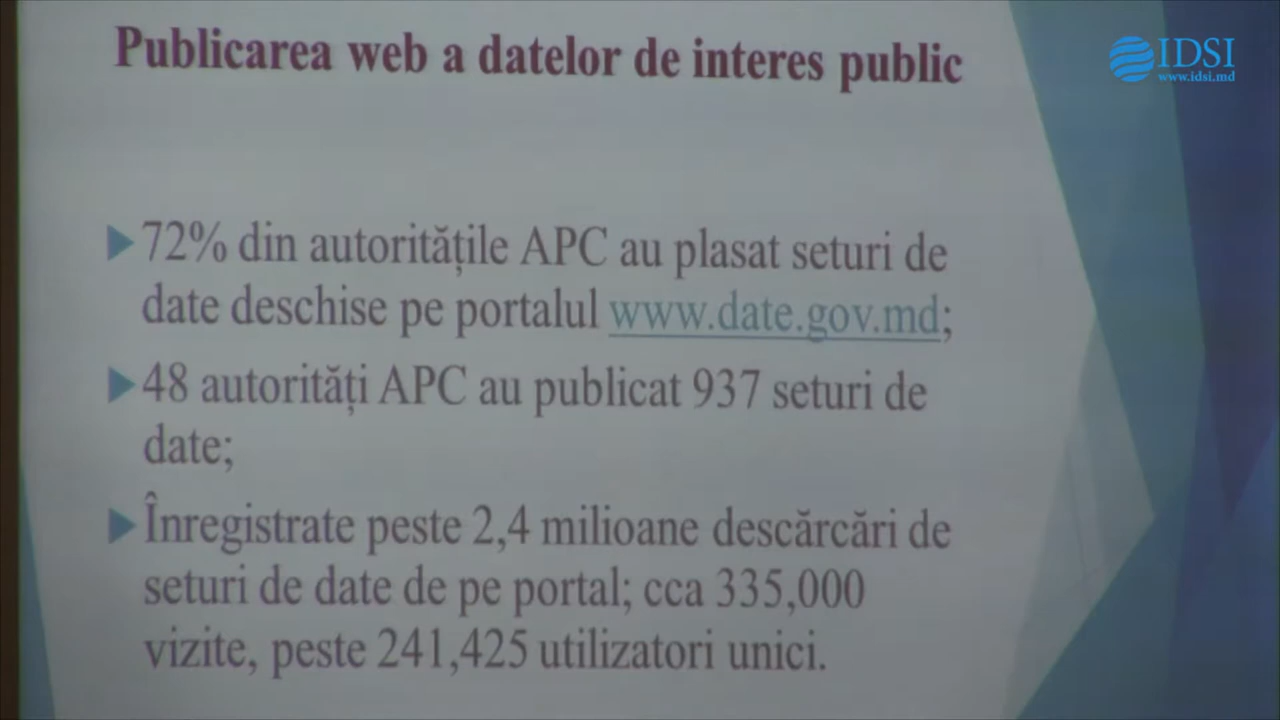 Publicarea web a datelor de interes public
IDSI
www.idsi.md
72% din autoritățile APC au plasat seturi de
date deschise pe portalul www.date.gov.md;
48 autorități APC au publicat 937 seturi de
date;
Înregistrate peste 2,4 milioane descărcări de
seturi de date de pe portal; cca 335,000
vizite, peste 241,425 utilizatori unici.